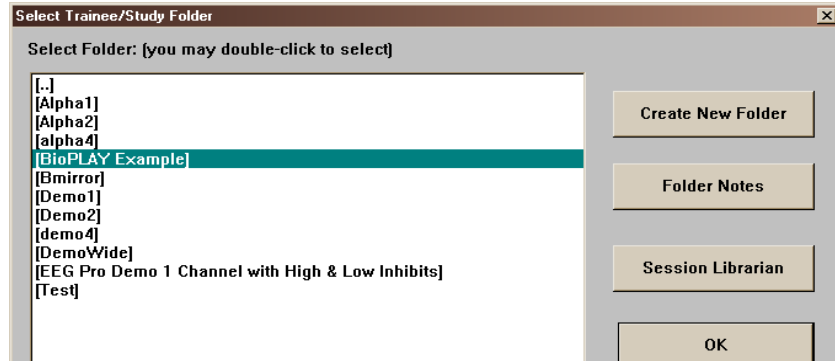 Select Trainee/Study Folder
Select Folder: (you may double-click to select)
[..]
[Alpha1]
[Alpha2]
[alpha4]
[BioPLAY Example]
[Bmirror]
[Demo1]
[Demo2]
[demo4]
[DemoWide]
[EEG Pro Demo 1 Channel with High & Low Inhibits]
[Test]
Create New Folder
Folder Notes
Session Librarian
OK